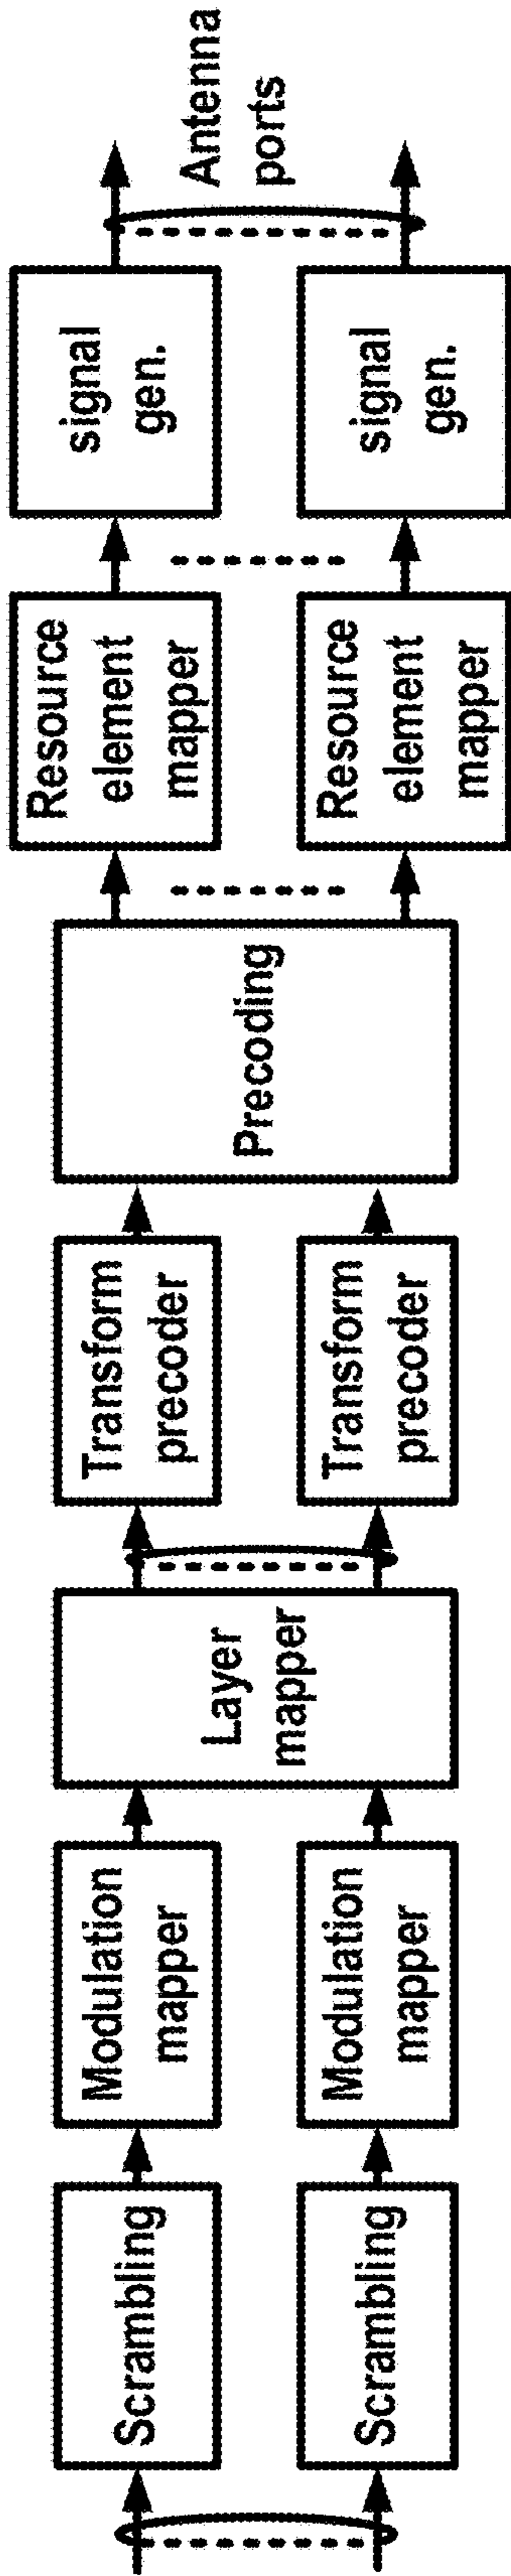 Scrambling
Modulation
mapper
Layer
mapper
Transform
precoder
Precoding
Resource
element
mapper
signal
gen.
Antenna
ports
Scrambling
Modulation
mapper
Transform
precoder
Resource
element
mapper
signal
gen.